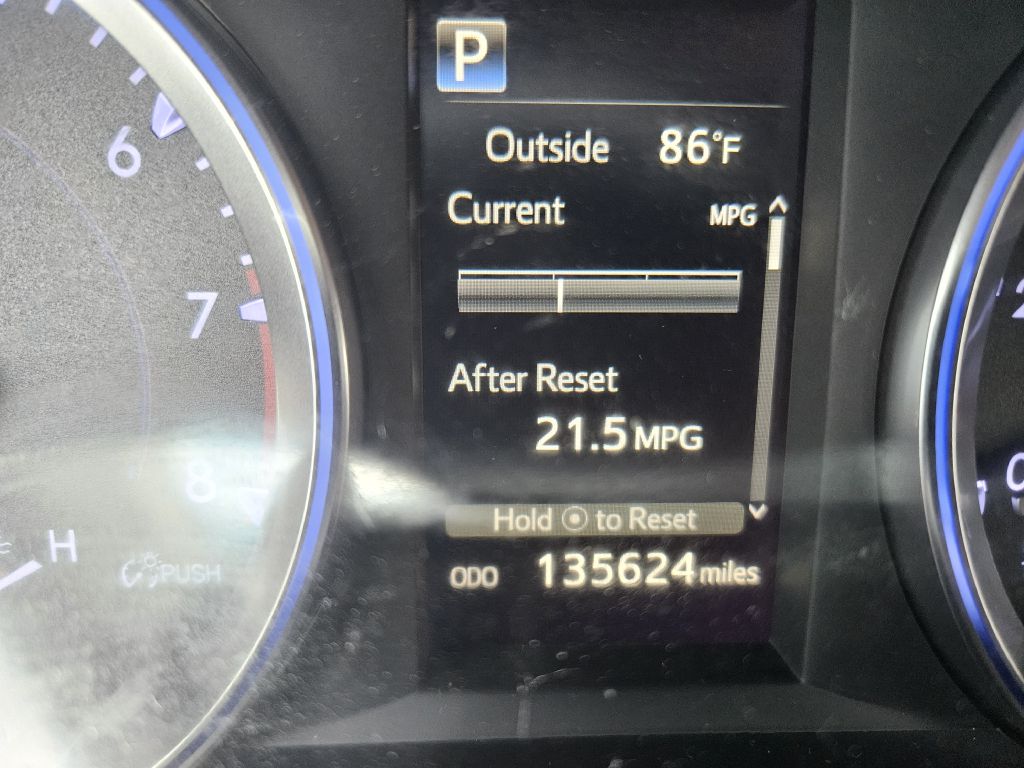 P
Outside 86°F
Current MPG
After Reset
21.5 MPG
Hold to Reset
ODO 135624 miles
6
7
8
H
PUSH
0